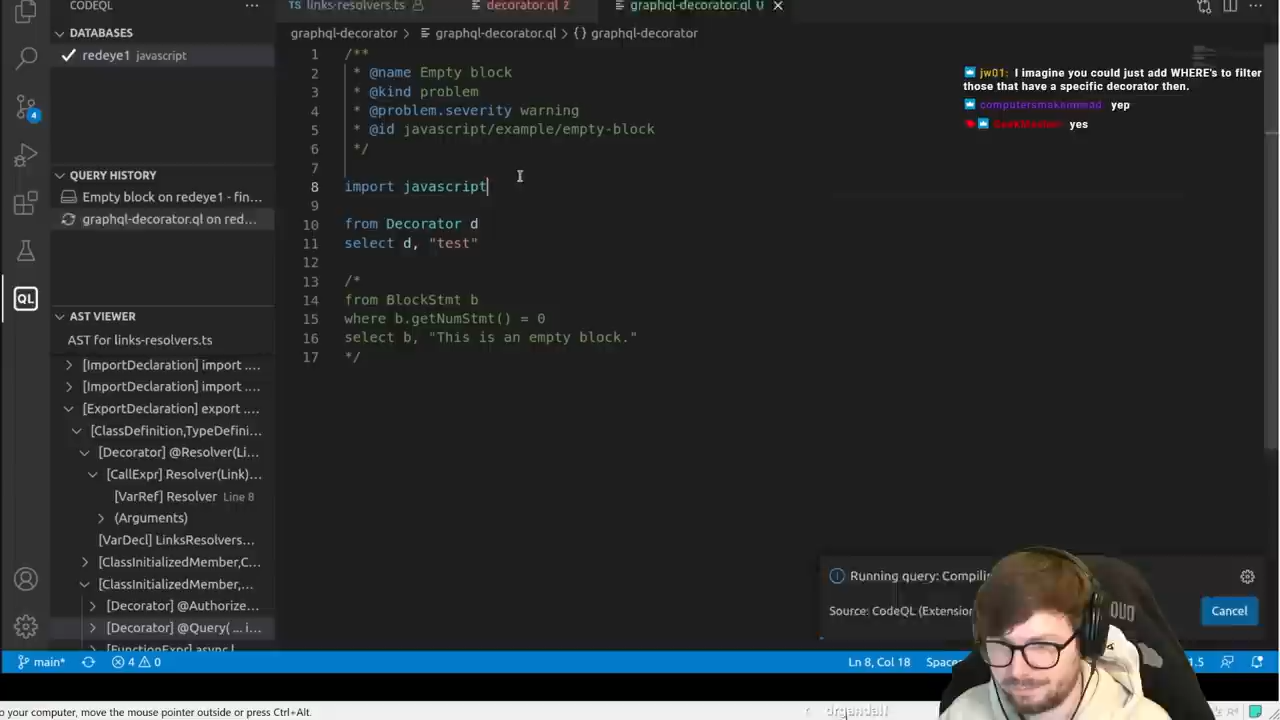 CODEQL
...
DATABASES
redeye1 javascript
4
QUERY HISTORY
Empty block on redeye1 - fin...
graphql-decorator.ql on red...
QL
AST VIEWER
AST for links-resolvers.ts
[ImportDeclaration] import ....
[ImportDeclaration] import ....
[ExportDeclaration] export ....
[ClassDefinition,TypeDefini...
[Decorator] @Resolver(Li...
[CallExpr] Resolver(Link)...
[VarRef] Resolver Line 8
(Arguments)
[VarDecl] LinksResolvers...
[ClassInitializedMember,C...
[ClassInitializedMember,...
[Decorator] @Authorize...
[Decorator] @Query( ... i...
[FunctionExpr] async [...
TS links-resolvers.ts
decorator.ql 2
graphql-decorator.ql U
graphql-decorator > graphql-decorator.ql > {} graphql-decorator
1 /**
2 * @name Empty block
3 * @kind problem
4 * @problem.severity warning
5 * @id javascript/example/empty-block
6 */
7
8 import javascript
9
10 from Decorator d
11 select d, "test"
12
13 /*
14 from BlockStmt b
15 where b.getNumStmt() = 0
16 select b, "This is an empty block."
17 */
jw01: I imagine you could just add WHERE's to filter
those that have a specific decorator then.
computersmakemmad yep
yes
Running query: Compilin
Source: CodeQL (Extension
Cancel
main* 4 0
Ln 8, Col 18 Space
1.5
o your computer, move the mouse pointer outside or press Ctrl+Alt.